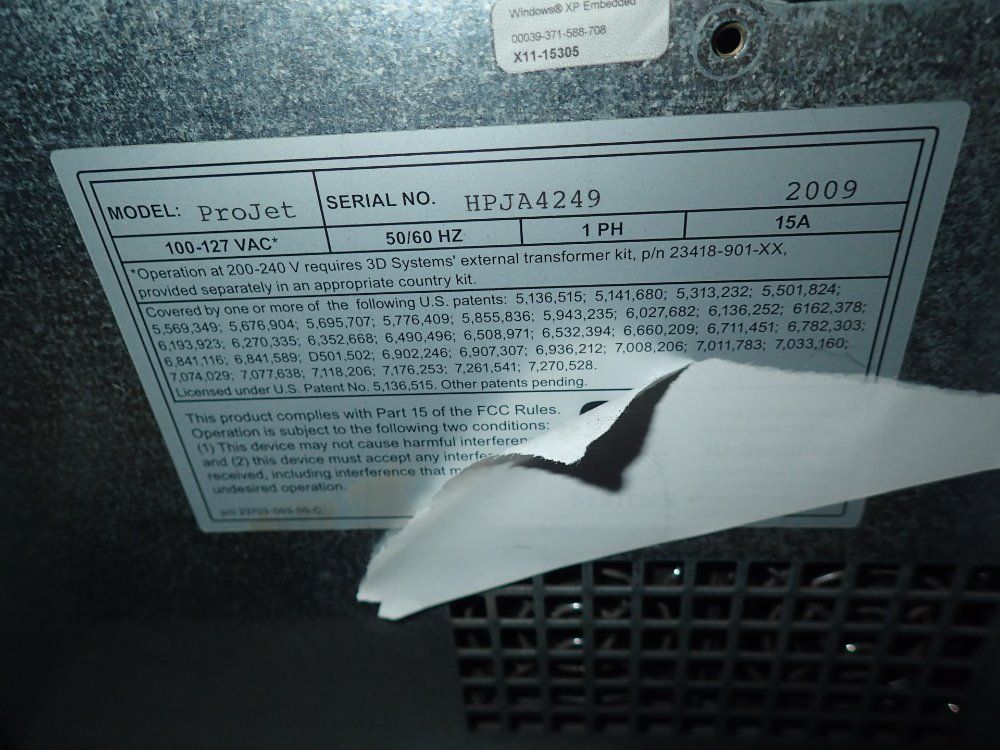 Windows® XP Embedded
00039-371-568-708
X11-15305
MODEL: ProJet SERIAL NO. HPJA4249 2009
100-127 VAC* 50/60 HZ 1 PH 15A
*Operation at 200-240 V requires 3D Systems' external transformer kit, p/n 23418-901-XX,
provided separately in an appropriate country kit.
Covered by one or more of the following U.S. patents: 5,136,515; 5,141,680; 5,313,232; 5,501,824;
5,569,349; 5,676,904; 5,695,707; 5,776,409; 5,855,836; 5,943,235; 6,027,682; 6,136,252; 6162,378;
6,193,923; 6,270,335; 6,352,668; 6,490,496; 6,508,971; 6,532,394; 6,660,209; 6,711,451; 6,782,303;
6,841,116; 6,841,589; D501,502; 6,902,246; 6,907,307; 6,936,212; 7,008,206; 7,011,783; 7,033,160;
7,074,029; 7,077,638; 7,118,206; 7,176,253; 7,261,541; 7,270,528.
Licensed under U.S. Patent No. 5,136,515. Other patents pending.
This product complies with Part 15 of the FCC Rules.
Operation is subject to the following two conditions:
(1) This device may not cause harmful interferen
and (2) this device must accept any interfe
received, including interference that m
undesired operation.
p/n 23703-903-00-C